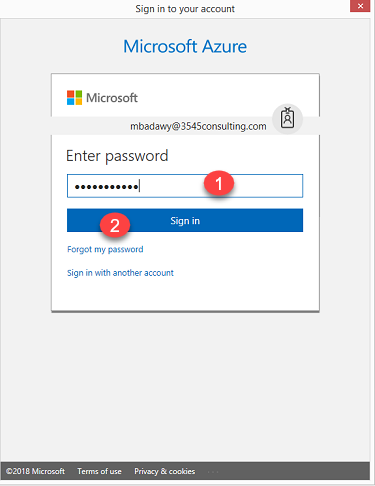 Sign in to your account
Microsoft Azure
Microsoft
mbadawy@3545consulting.com
Enter password
●●●●●●●●●●●
1
Sign in
2
Forgot my password
Sign in with another account
©2018 Microsoft Terms of use Privacy & cookies ...